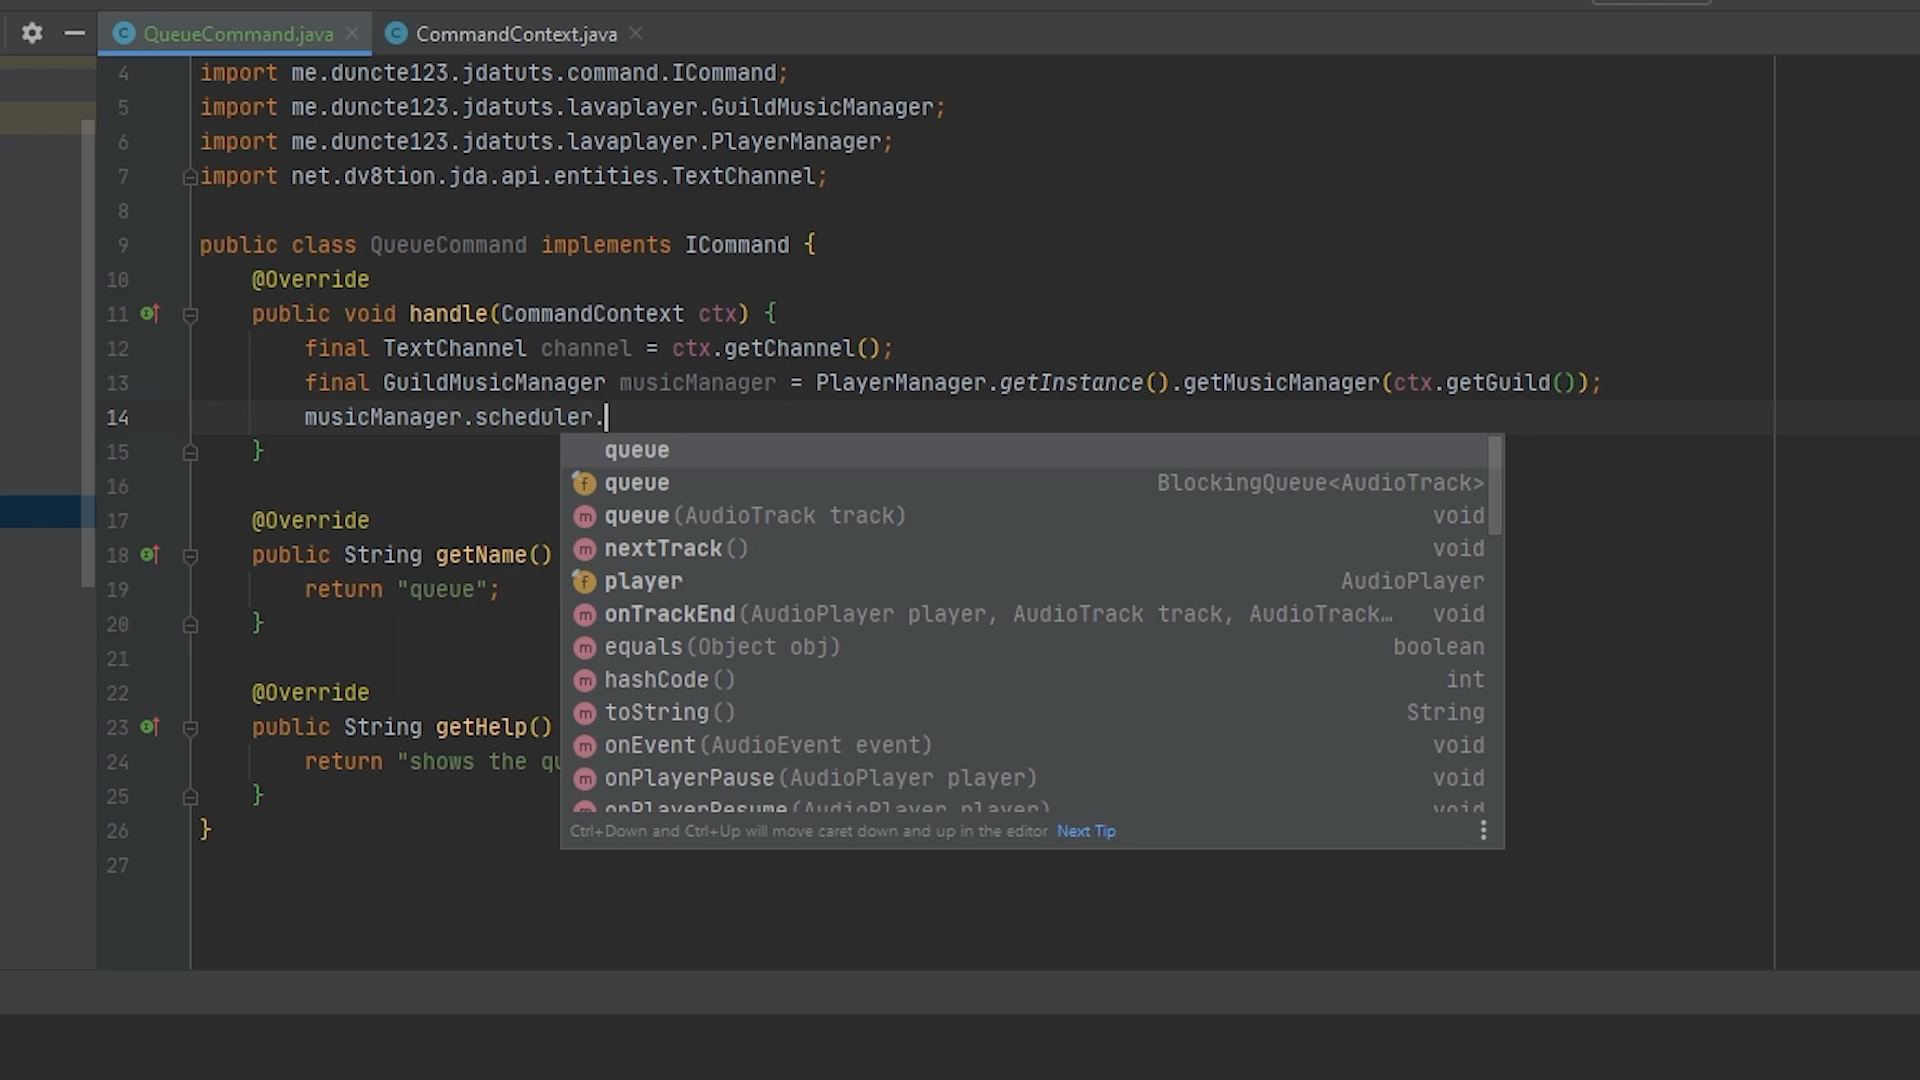 QueueCommand.java CommandContext.java
4 import me.duncte123.jdatuts.command.ICommand;
5 import me.duncte123.jdatuts.lavaplayer.GuildMusicManager;
6 import me.duncte123.jdatuts.lavaplayer.PlayerManager;
7 import net.dv8tion.jda.api.entities.TextChannel;
8
9 public class QueueCommand implements ICommand {
10 @Override
11 public void handle(CommandContext ctx) {
12 final TextChannel channel = ctx.getChannel();
13 final GuildMusicManager musicManager = PlayerManager.getInstance().getMusicManager(ctx.getGuild());
14 musicManager.scheduler.
15 }
queue
16
queue BlockingQueue<AudioTrack>
17 @Override
queue(AudioTrack track) void
18 public String getName()
nextTrack() void
19 return "queue";
player AudioPlayer
20 }
onTrackEnd(AudioPlayer player, AudioTrack track, AudioTrack… void
21
equals(Object obj) boolean
22 @Override
hashCode() int
23 public String getHelp()
toString() String
24 return "shows the qu
onEvent(AudioEvent event) void
25 }
onPlayerPause(AudioPlayer player) void
onPlayerResume(AudioPlayer player) void
26 }
Ctrl+Down and Ctrl+Up will move caret down and up in the editor Next Tip
27